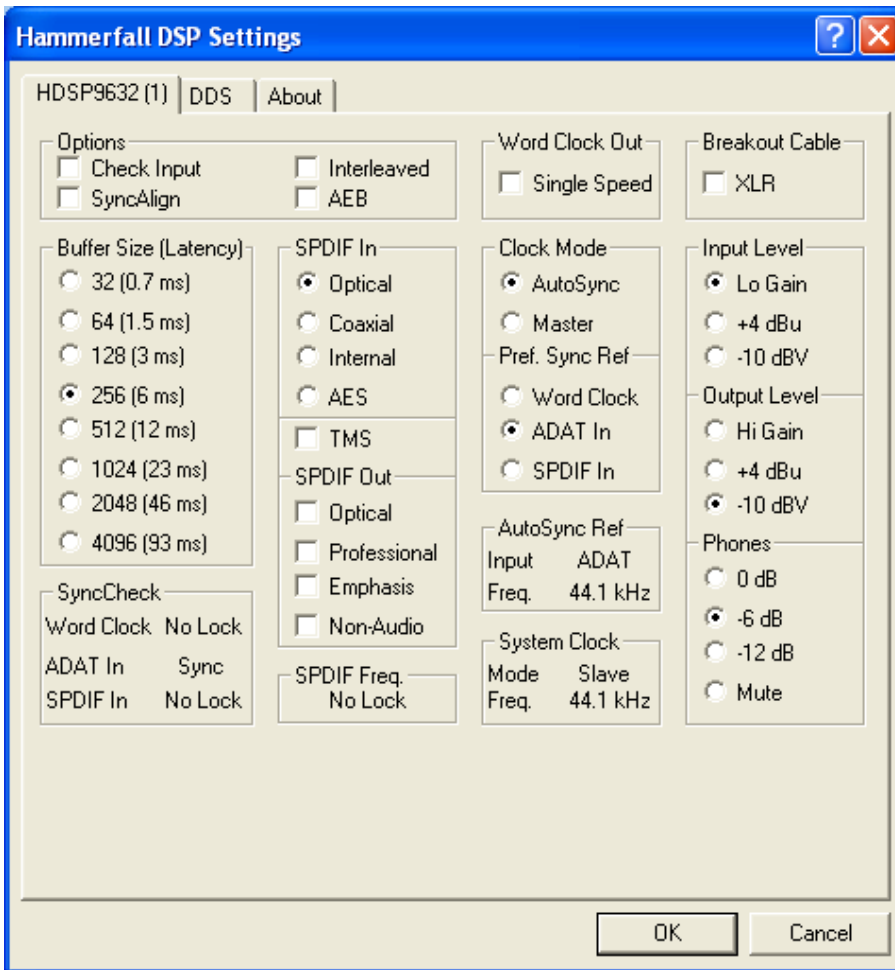 Hammerfall DSP Settings
HDSP9632 (1)
DDS
About
Options
Check Input
Interleaved
SyncAlign
AEB
Word Clock Out
Single Speed
Breakout Cable
XLR
Buffer Size (Latency)
32 (0.7 ms)
64 (1.5 ms)
128 (3 ms)
256 (6 ms)
512 (12 ms)
1024 (23 ms)
2048 (46 ms)
4096 (93 ms)
SyncCheck
Word Clock No Lock
ADAT In Sync
SPDIF In No Lock
SPDIF In
Optical
Coaxial
Internal
AES
TMS
SPDIF Out
Optical
Professional
Emphasis
Non-Audio
SPDIF Freq.
No Lock
Clock Mode
AutoSync
Master
Pref. Sync Ref
Word Clock
ADAT In
SPDIF In
AutoSync Ref
Input ADAT
Freq. 44.1 kHz
System Clock
Mode Slave
Freq. 44.1 kHz
Input Level
Lo Gain
+4 dBu
-10 dBV
Output Level
Hi Gain
+4 dBu
-10 dBV
Phones
0 dB
-6 dB
-12 dB
Mute
OK
Cancel